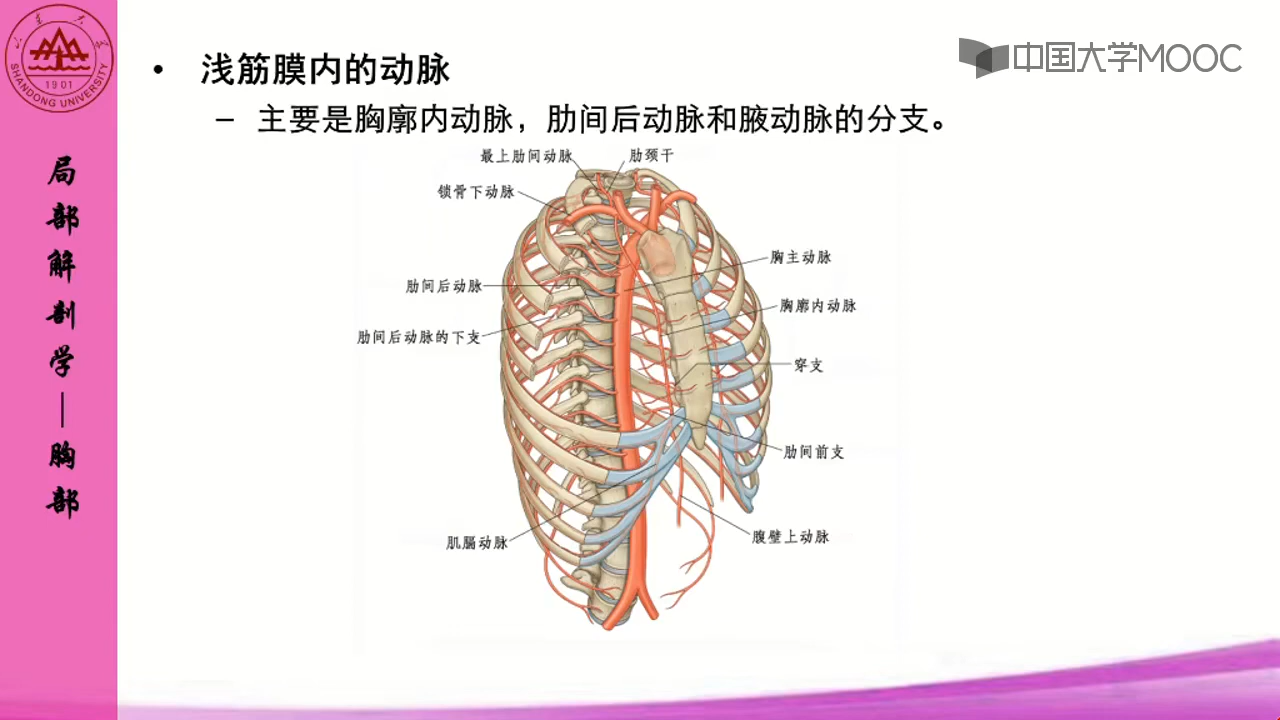 SHANDONG UNIVERSITY
1901
局部解剖学—胸部
中国大学MOOC
• 浅筋膜内的动脉
– 主要是胸廓内动脉，肋间后动脉和腋动脉的分支。
最上肋间动脉
肋颈干
锁骨下动脉
胸主动脉
肋间后动脉
胸廓内动脉
肋间后动脉的下支
穿支
肋间前支
腹壁上动脉
肌膈动脉